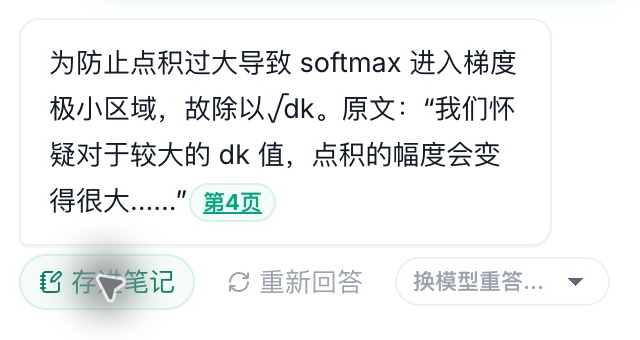 为防止点积过大导致 softmax 进入梯度
极小区域，故除以√dk。原文：“我们怀
疑对于较大的 dk 值，点积的幅度会变
得很大……” 第4页
存进笔记 重新回答 换模型重答...